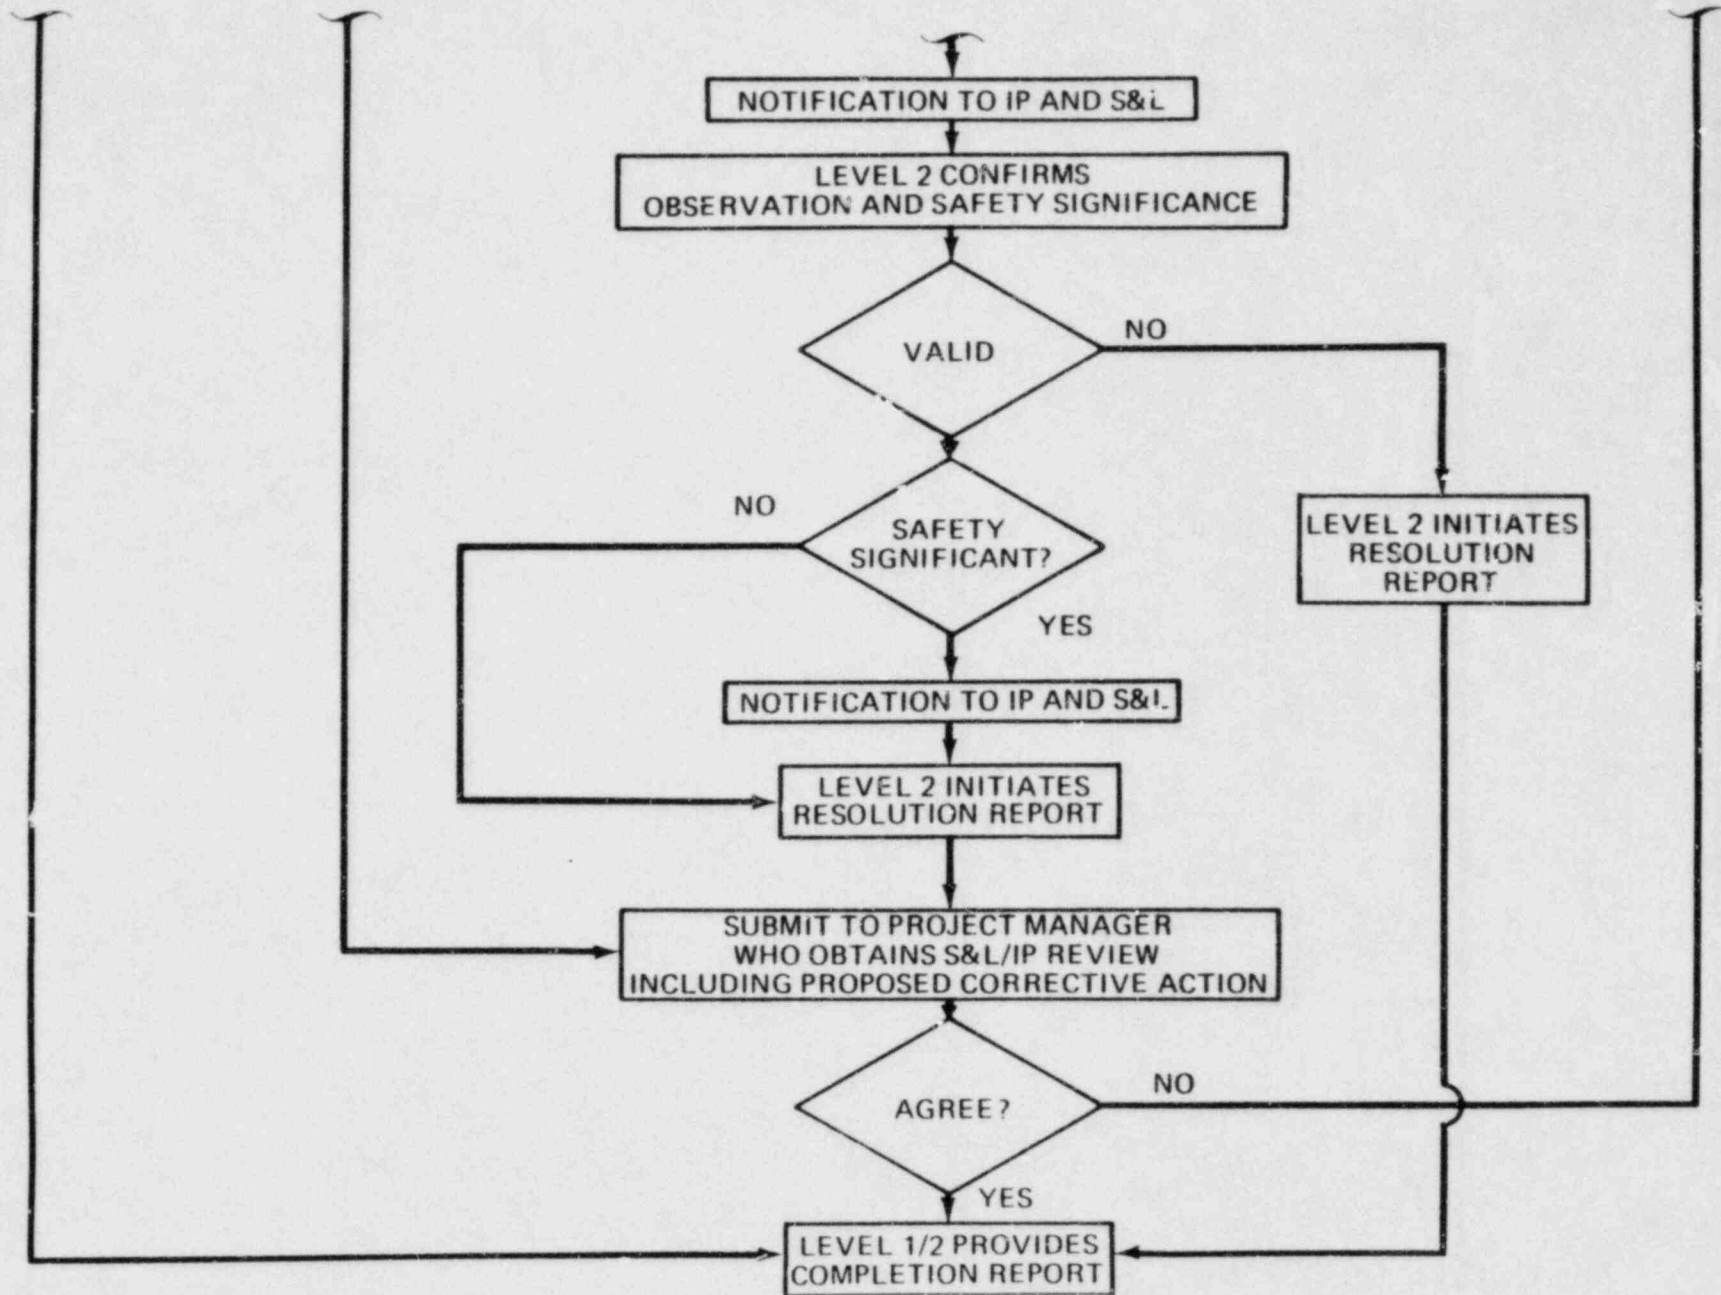 NOTIFICATION TO IP AND S&L
LEVEL 2 CONFIRMS
OBSERVATION AND SAFETY SIGNIFICANCE
VALID
NO
NO
SAFETY
SIGNIFICANT?
YES
LEVEL 2 INITIATES
RESOLUTION
REPORT
NOTIFICATION TO IP AND S&L
LEVEL 2 INITIATES
RESOLUTION REPORT
SUBMIT TO PROJECT MANAGER
WHO OBTAINS S&L/IP REVIEW
INCLUDING PROPOSED CORRECTIVE ACTION
AGREE?
NO
YES
LEVEL 1/2 PROVIDES
COMPLETION REPORT